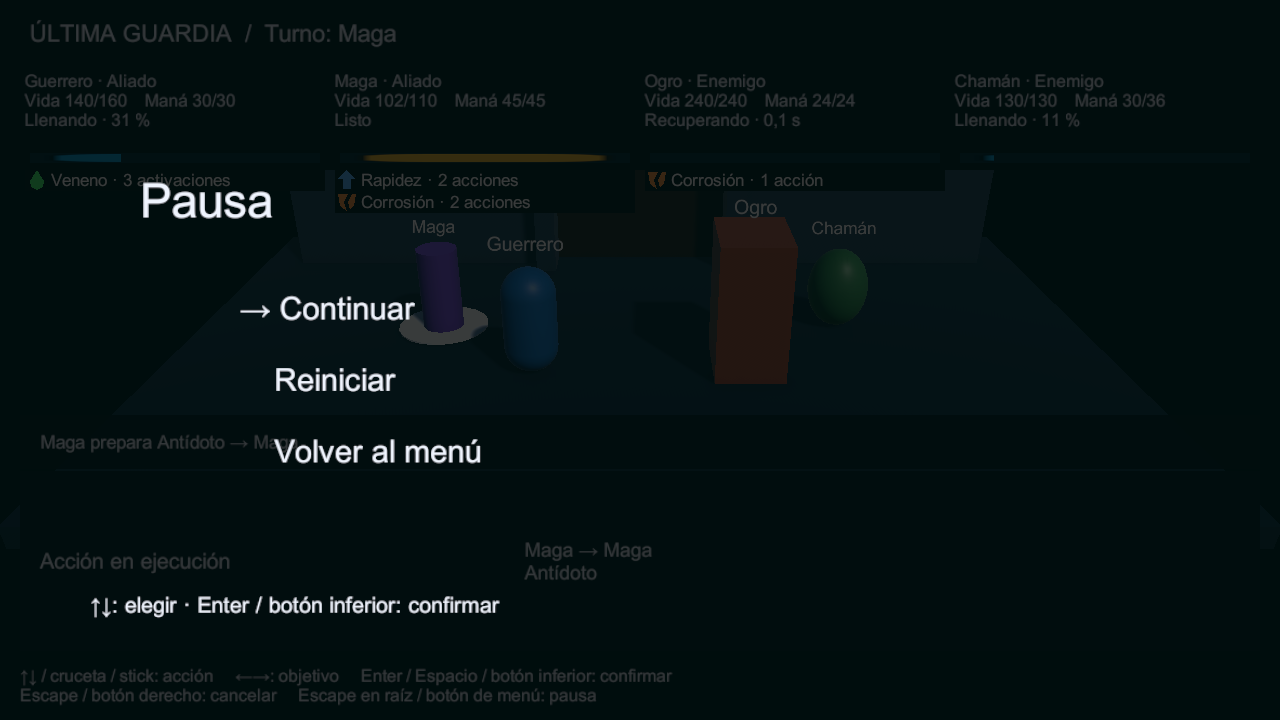 ÚLTIMA GUARDIA / Turno: Maga
Guerrero · Aliado
Vida 140/160 Maná 30/30
Llenando · 31 %
Maga · Aliado
Vida 102/110 Maná 45/45
Listo
Ogro · Enemigo
Vida 240/240 Maná 24/24
Recuperando · 0,1 s
Chamán · Enemigo
Vida 130/130 Maná 30/36
Llenando · 11 %
Veneno · 3 activaciones
Rapidez · 2 acciones
Corrosión · 2 acciones
Corrosión · 1 acción
Pausa
Maga
Guerrero
Ogro
Chamán
→ Continuar
Reiniciar
Volver al menú
Maga prepara Antídoto → Maga
Acción en ejecución
Maga → Maga
Antídoto
↑↓: elegir · Enter / botón inferior: confirmar
↑↓ / cruceta / stick: acción ←→: objetivo Enter / Espacio / botón inferior: confirmar
Escape / botón derecho: cancelar Escape en raíz / botón de menú: pausa